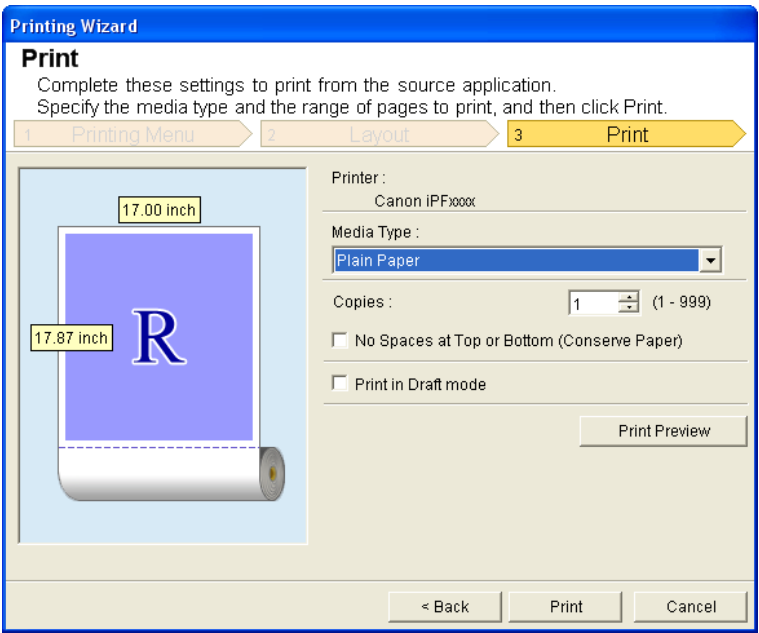 Printing Wizard
Print
Complete these settings to print from the source application.
Specify the media type and the range of pages to print, and then click Print.
1 Printing Menu 2 Layout 3 Print
17.00 inch
17.87 inch
R
Printer :
Canon iPFxxxx
Media Type :
Plain Paper
Copies : 1 (1 - 999)
No Spaces at Top or Bottom (Conserve Paper)
Print in Draft mode
Print Preview
< Back Print Cancel